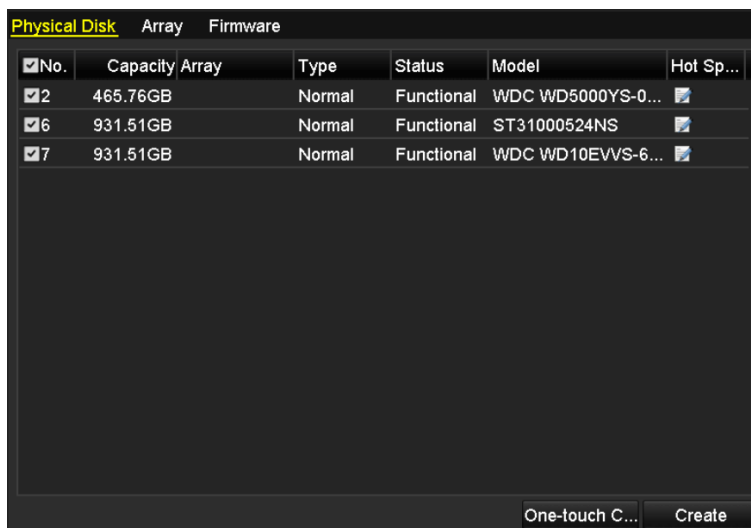 Physical Disk Array Firmware
No. Capacity Array Type Status Model Hot Sp...
2 465.76GB Normal Functional WDC WD5000YS-0...
6 931.51GB Normal Functional ST31000524NS
7 931.51GB Normal Functional WDC WD10EVVS-6...
One-touch C... Create